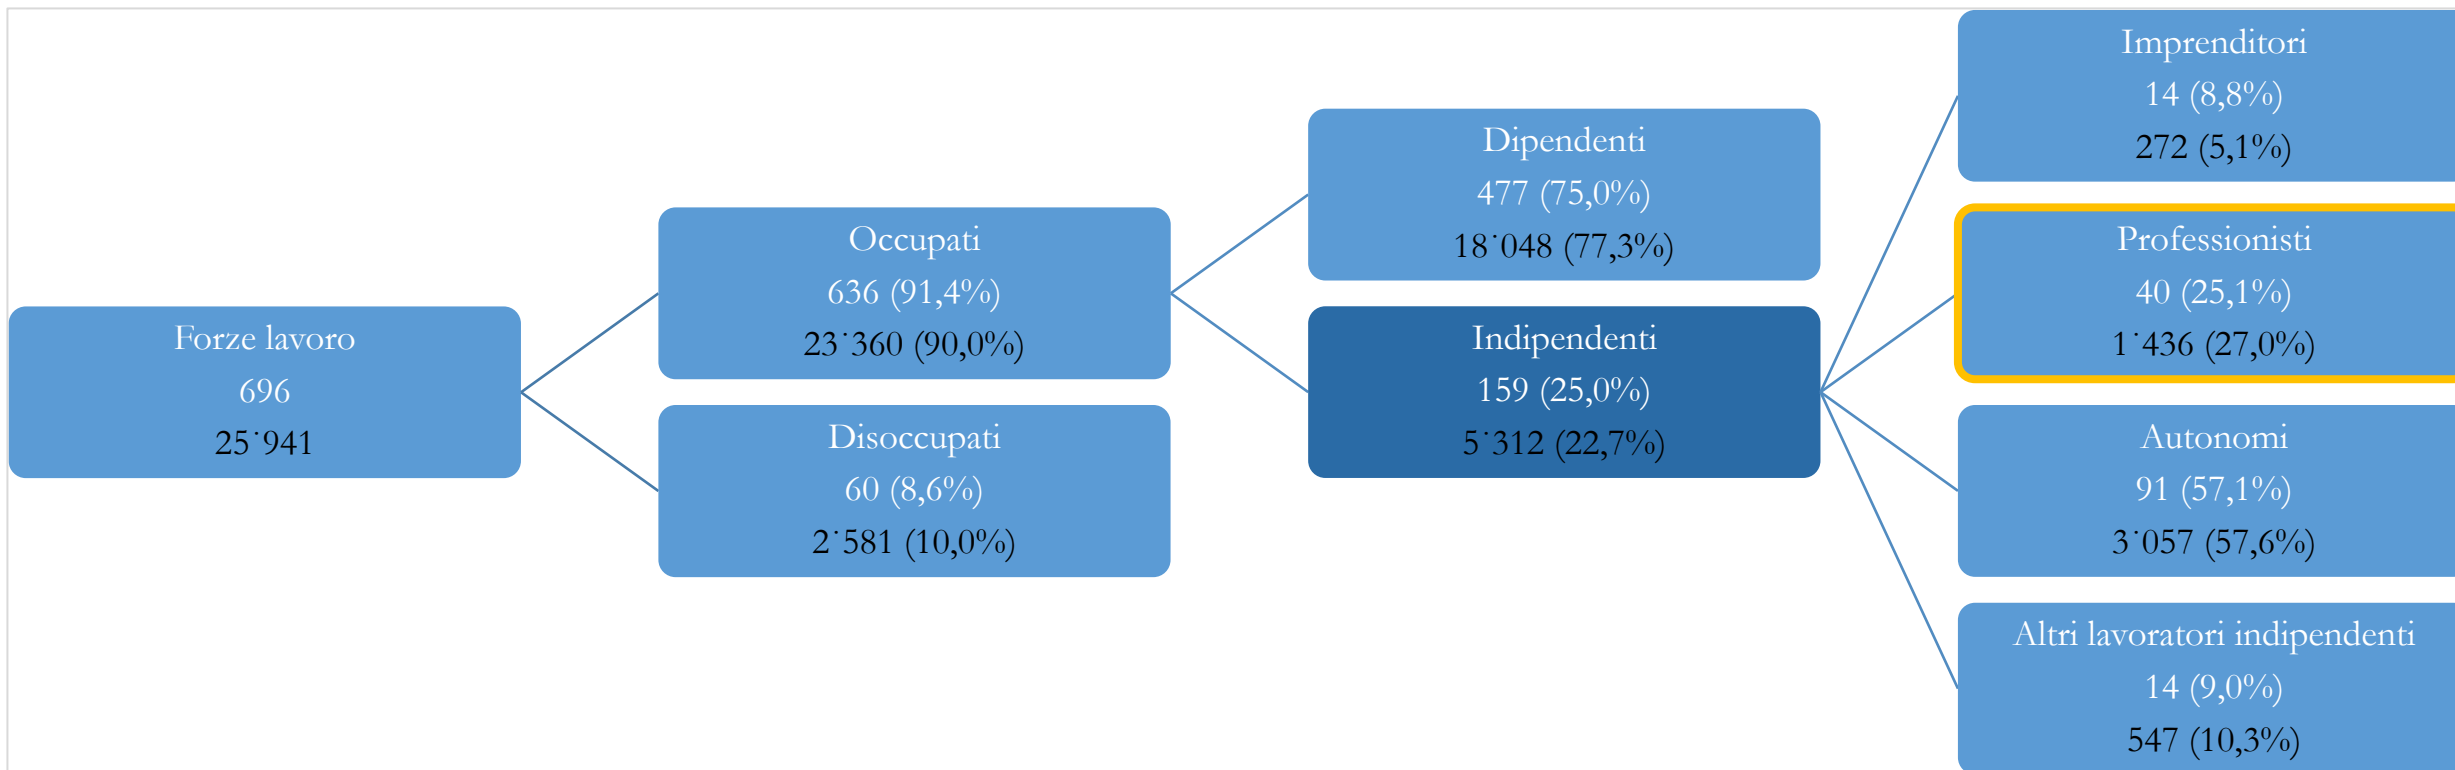 Forze lavoro
696
25˙941
Occupati
636 (91,4%)
23˙360 (90,0%)
Disoccupati
60 (8,6%)
2˙581 (10,0%)
Dipendenti
477 (75,0%)
18˙048 (77,3%)
Indipendenti
159 (25,0%)
5˙312 (22,7%)
Imprenditori
14 (8,8%)
272 (5,1%)
Professionisti
40 (25,1%)
1˙436 (27,0%)
Autonomi
91 (57,1%)
3˙057 (57,6%)
Altri lavoratori indipendenti
14 (9,0%)
547 (10,3%)